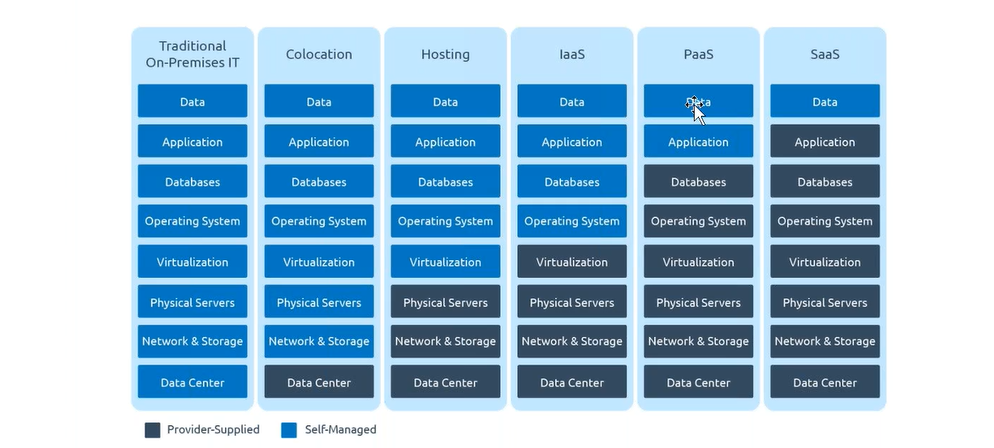 Traditional
On-Premises IT
Colocation
Hosting
IaaS
PaaS
SaaS
Data
Data
Data
Data
Data
Data
Application
Application
Application
Application
Application
Application
Databases
Databases
Databases
Databases
Databases
Databases
Operating System
Operating System
Operating System
Operating System
Operating System
Operating System
Virtualization
Virtualization
Virtualization
Virtualization
Virtualization
Virtualization
Physical Servers
Physical Servers
Physical Servers
Physical Servers
Physical Servers
Physical Servers
Network & Storage
Network & Storage
Network & Storage
Network & Storage
Network & Storage
Network & Storage
Data Center
Data Center
Data Center
Data Center
Data Center
Data Center
Provider-Supplied
Self-Managed